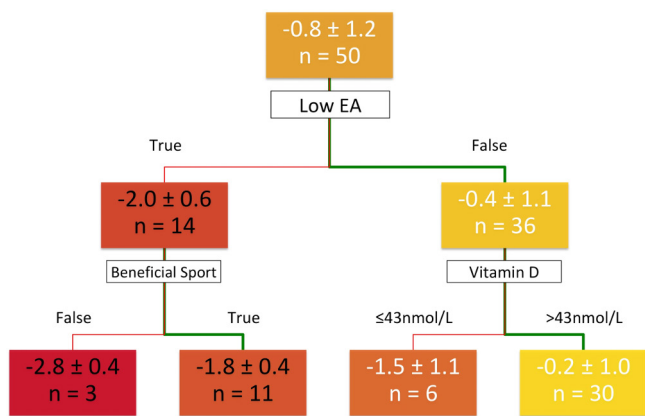 -0.8 ± 1.2
n = 50
Low EA
True
False
-2.0 ± 0.6
n = 14
-0.4 ± 1.1
n = 36
Beneficial Sport
Vitamin D
False
True
≤43nmol/L
>43nmol/L
-2.8 ± 0.4
n = 3
-1.8 ± 0.4
n = 11
-1.5 ± 1.1
n = 6
-0.2 ± 1.0
n = 30